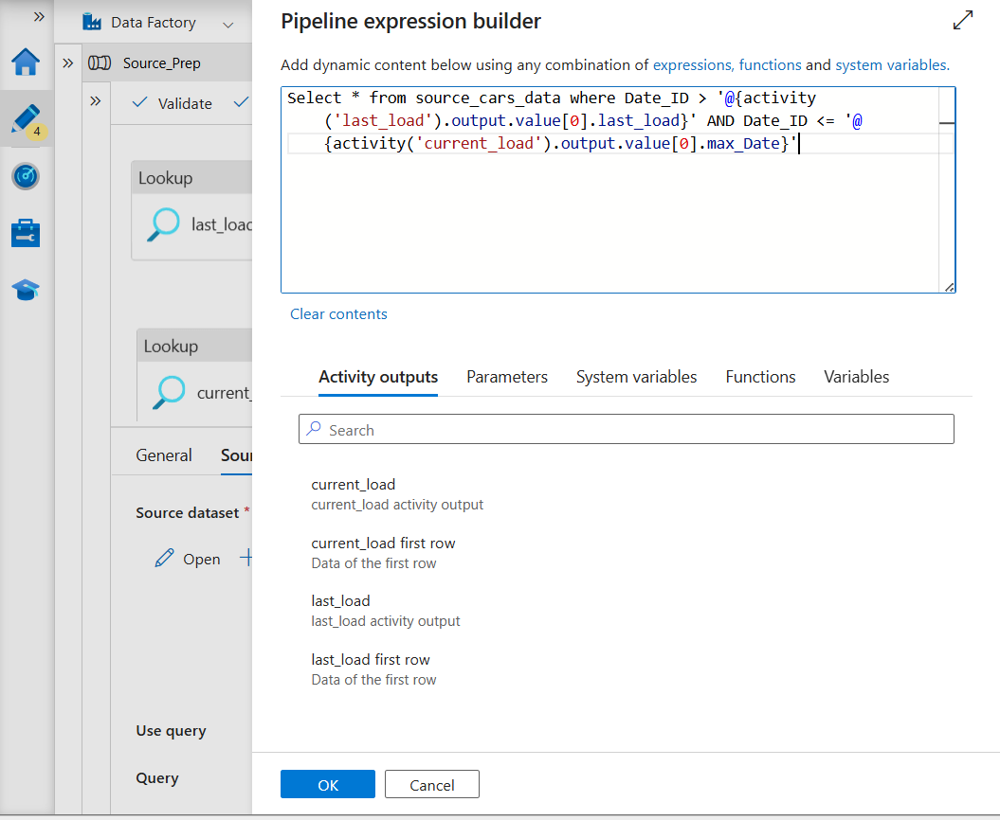 Data Factory
Source_Prep
Validate
4
Lookup
last_load
Lookup
current_
General
Sour
Source dataset *
Open
Use query
Query
Pipeline expression builder
Add dynamic content below using any combination of expressions, functions and system variables.
Select * from source_cars_data where Date_ID > '@{activity
('last_load').output.value[0].last_load}' AND Date_ID <= '@
{activity('current_load').output.value[0].max_Date}'
Clear contents
Activity outputs Parameters System variables Functions Variables
Search
current_load
current_load activity output
current_load first row
Data of the first row
last_load
last_load activity output
last_load first row
Data of the first row
OK Cancel